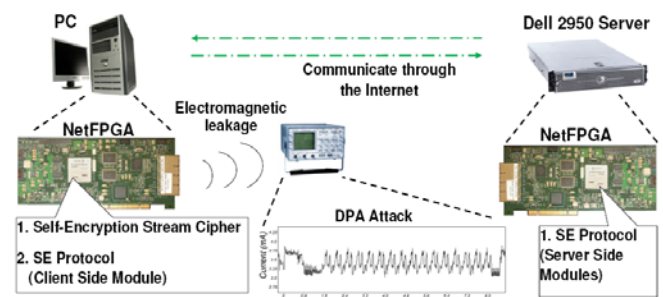 PC
Dell 2950 Server
Communicate through
the Internet
Electromagnetic
leakage
NetFPGA
NetFPGA
DPA Attack
1. Self-Encryption Stream Cipher
2. SE Protocol
(Client Side Module)
1. SE Protocol
(Server Side
Modules)
Current (mA)